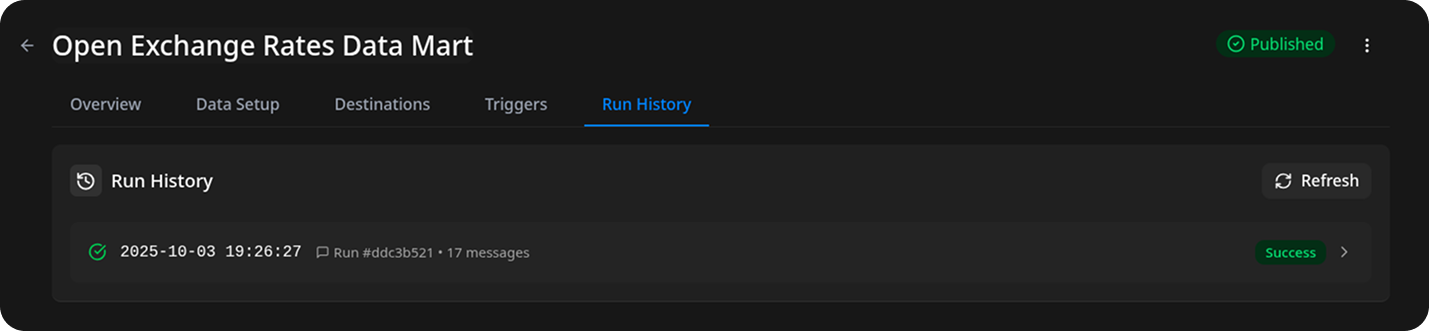 Open Exchange Rates Data Mart
Published
Overview Data Setup Destinations Triggers Run History
Run History
Refresh
2025-10-03 19:26:27 Run #ddc3b521 • 17 messages Success